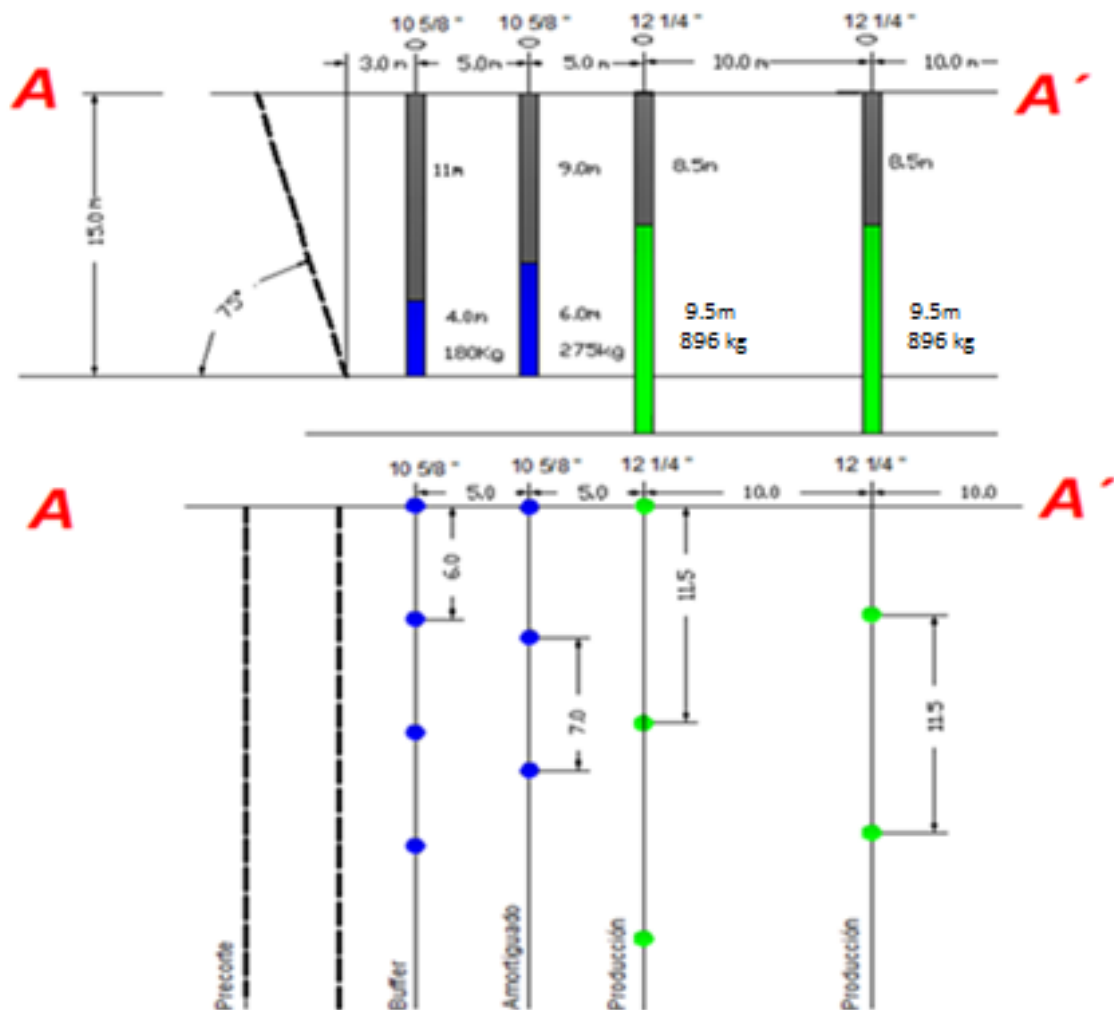 10 5/8 " 10 5/8 " 12 1/4 " 12 1/4 "
3.0 m 5.0 m 5.0 m 10.0 m 10.0 m
A A´
11m 9.0m 8.5m 8.5m
15.0 m
75°
4.0m 6.0m 9.5m 9.5m
180Kg 275kg 896 kg 896 kg
10 5/8 " 10 5/8 " 12 1/4 " 12 1/4 "
5.0 5.0 10.0 10.0
A A´
6.0
11.5
7.0
11.5
Precorte
Buffer
Amortiguado
Producción
Producción